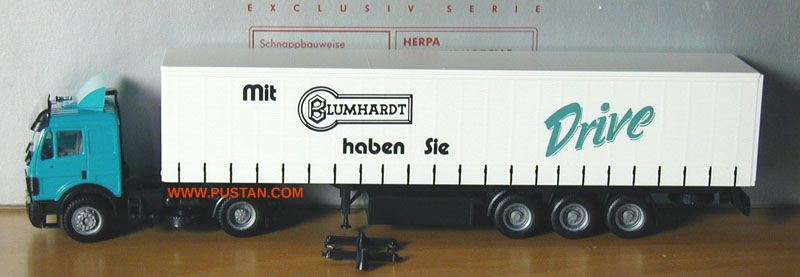 EXCLUSIV SERIE
Schnappbauweise
HERPA
Mit
BLUMHARDT
haben Sie
Drive
WWW.PUSTAN.COM